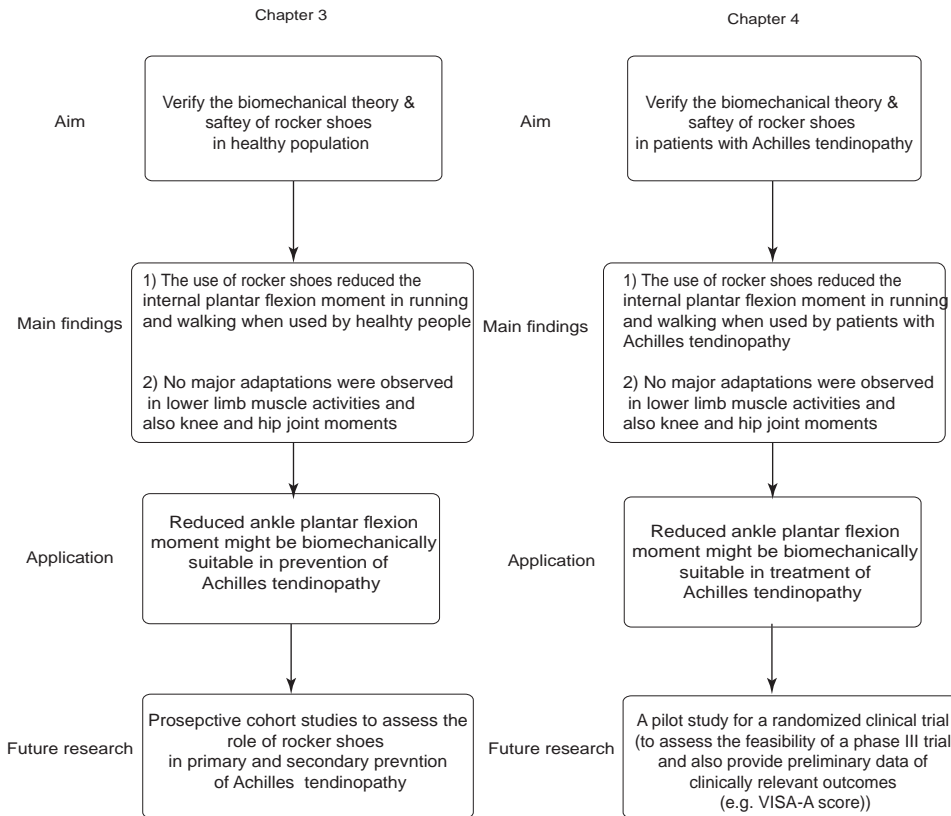 Chapter 3
Aim
Verify the biomechanical theory &
saftey of rocker shoes
in healthy population
Main findings
1) The use of rocker shoes reduced the
internal plantar flexion moment in running
and walking when used by healhty people
2) No major adaptations were observed
in lower limb muscle activities and
also knee and hip joint moments
Application
Reduced ankle plantar flexion
moment might be biomechanically
suitable in prevention of
Achilles tendinopathy
Future research
Prosepctive cohort studies to assess the
role of rocker shoes
in primary and secondary prevntion
of Achilles tendinopathy
Chapter 4
Aim
Verify the biomechanical theory &
saftey of rocker shoes
in patients with Achilles tendinopathy
Main findings
1) The use of rocker shoes reduced the
internal plantar flexion moment in running
and walking when used by patients with
Achilles tendinopathy
2) No major adaptations were observed
in lower limb muscle activities and
also knee and hip joint moments
Application
Reduced ankle plantar flexion
moment might be biomechanically
suitable in treatment of
Achilles tendinopathy
Future research
A pilot study for a randomized clinical trial
(to assess the feasibility of a phase III trial
and also provide preliminary data of
clinically relevant outcomes
(e.g. VISA-A score))